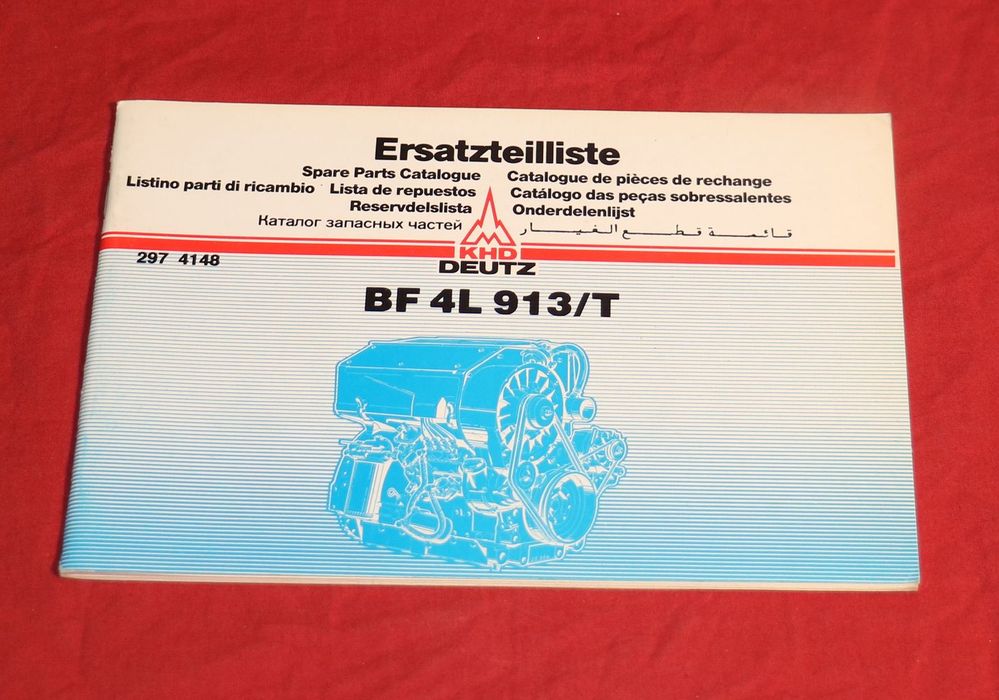 Ersatzteilliste
Spare Parts Catalogue Catalogue de pièces de rechange
Listino parti di ricambio Lista de repuestos Catálogo das peças sobressalentes
Reservdelslista Onderdelenlijst
Каталог запасных частей قائمة قطع الغيار
KHD
297 4148 DEUTZ
BF 4L 913/T